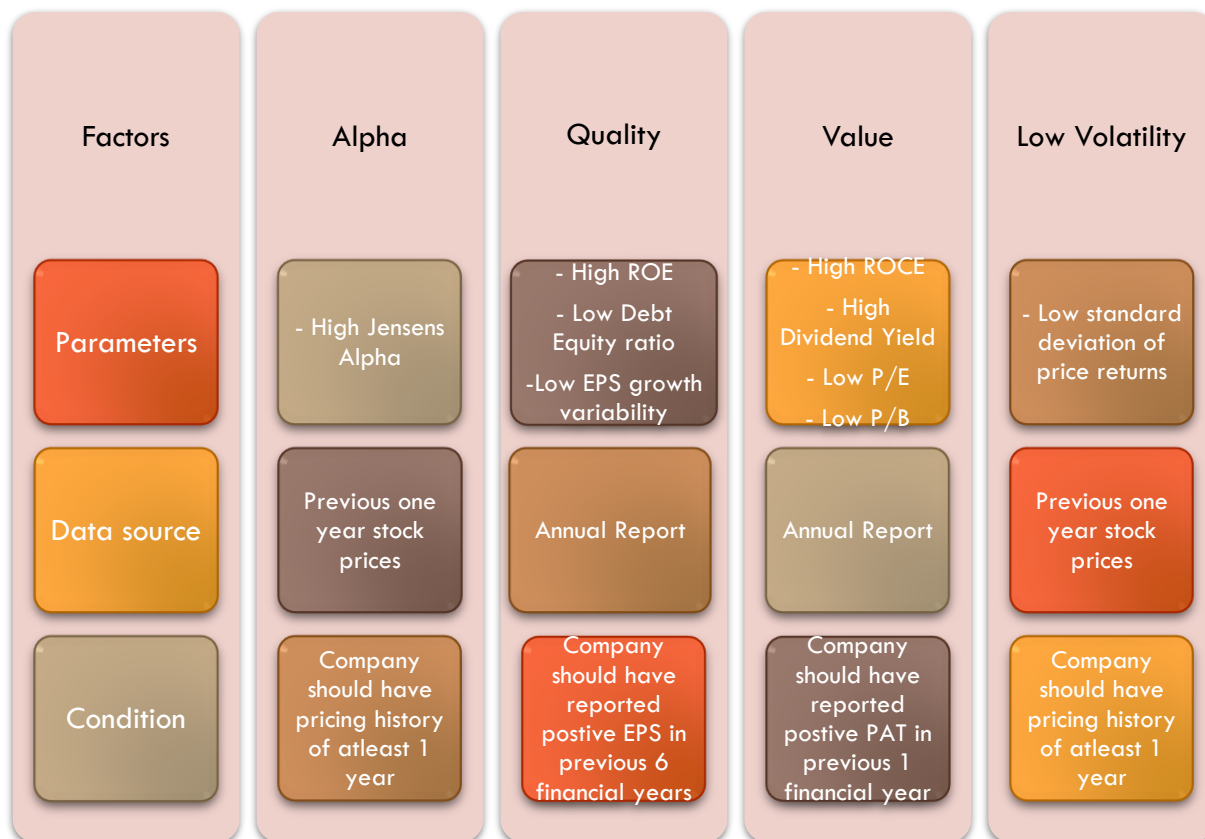 Factors
Parameters
Data source
Condition
Alpha
- High Jensens
Alpha
Previous one
year stock
prices
Company
should have
pricing history
of atleast 1
year
Quality
- High ROE
- Low Debt
Equity ratio
-Low EPS growth
variability
Annual Report
Company
should have
reported
postive EPS in
previous 6
financial years
Value
- High ROCE
- High
Dividend Yield
- Low P/E
- Low P/B
Annual Report
Company
should have
reported
postive PAT in
previous 1
financial year
Low Volatility
- Low standard
deviation of
price returns
Previous one
year stock
prices
Company
should have
pricing history
of atleast 1
year